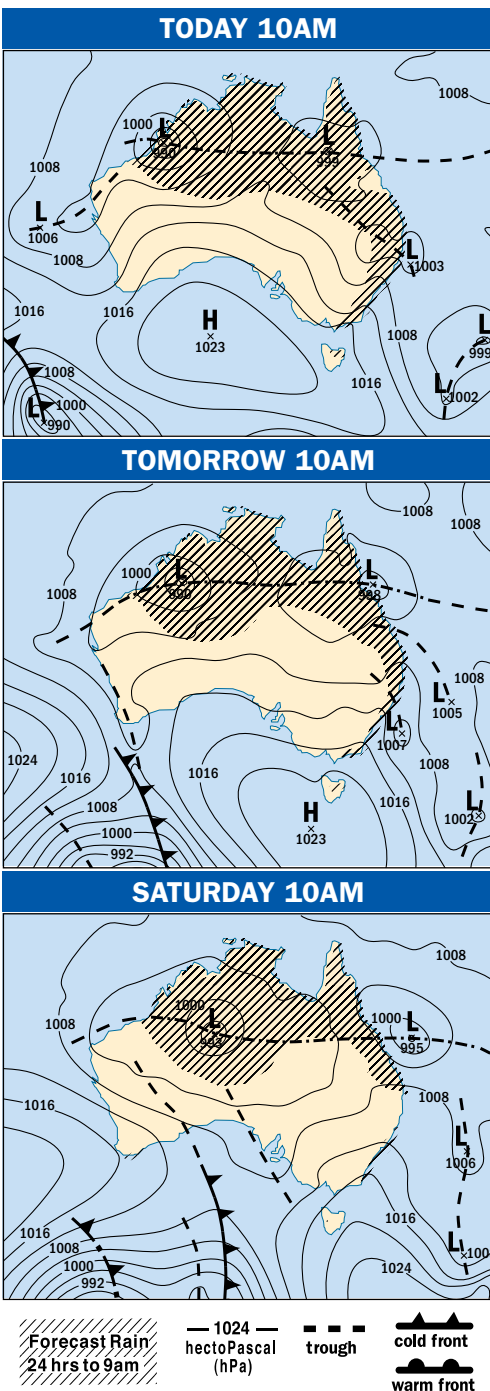 TODAY 10AM
1008
1000
L
990
L
999
1008
L
1006
1008
L
1003
1016
H
1023
1008
L
999
1008
1016
L
1002
1000
L
990
TOMORROW 10AM
1008
1008
1000
L
990
L
998
1008
1008
L
1005
L
1007
1024
1016
1016
1008
1008
1016
H
1023
L
1002
1000
992
SATURDAY 10AM
1008
1000
L
993
1000
L
995
1008
1016
1008
L
1006
1016
1016
1008
L
100
1000
1024
992
Forecast Rain
24 hrs to 9am
1024
hectoPascal
(hPa)
trough
cold front
warm front